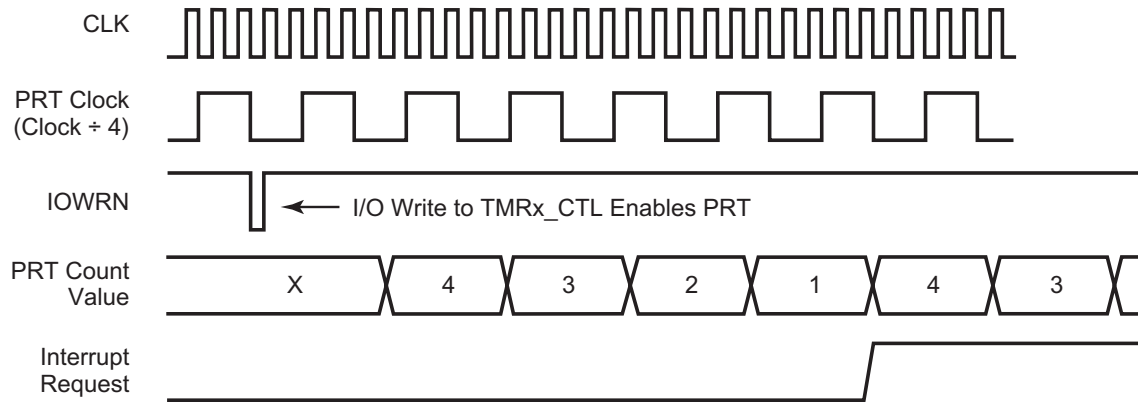 CLK
PRT Clock
(Clock ÷ 4)
IOWRN
I/O Write to TMRx_CTL Enables PRT
PRT Count
Value
X 4 3 2 1 4 3
Interrupt
Request